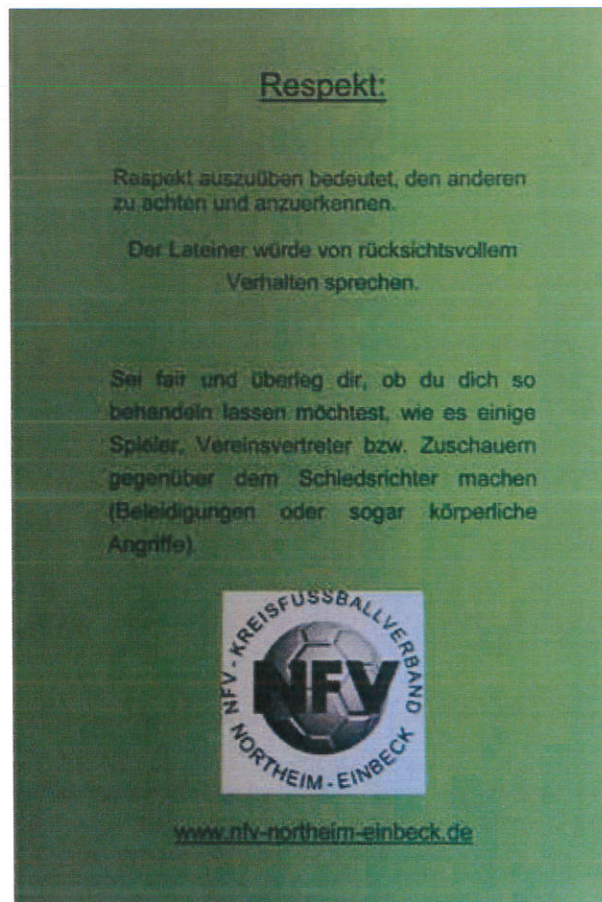 Respekt:
Respekt auszuüben bedeutet, den anderen
zu achten und anzuerkennen.
Der Lateiner würde von rücksichtsvollem
Verhalten sprechen.
Sei fair und überleg dir, ob du dich so
behandeln lassen möchtest, wie es einige
Spieler, Vereinsvertreter bzw. Zuschauern
gegenüber dem Schiedsrichter machen
(Beleidigungen oder sogar körperliche
Angriffe).
NFV - KREISFUSSBALLVERBAND
NFV
NORTHEIM - EINBECK
www.nfv-northeim-einbeck.de